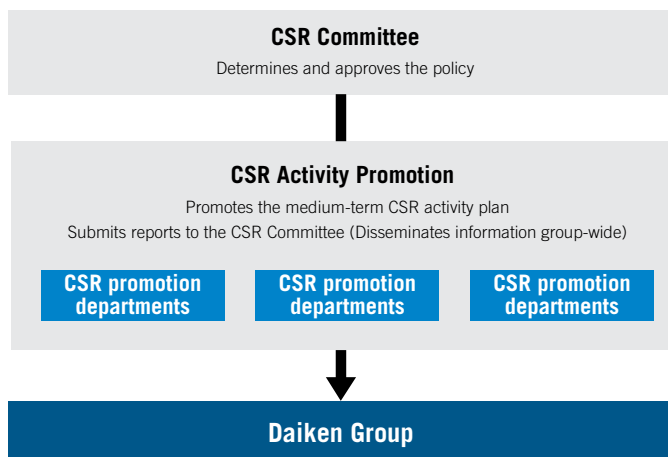 CSR Committee
Determines and approves the policy
CSR Activity Promotion
Promotes the medium-term CSR activity plan
Submits reports to the CSR Committee (Disseminates information group-wide)
CSR promotion
departments
CSR promotion
departments
CSR promotion
departments
Daiken Group